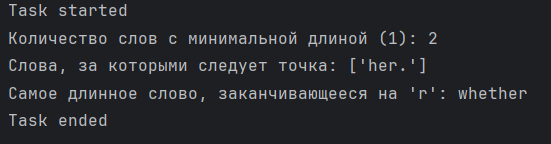 Task started
Количество слов с минимальной длиной (1): 2
Слова, за которыми следует точка: ['her.']
Самое длинное слово, заканчивающееся на 'r': whether
Task ended